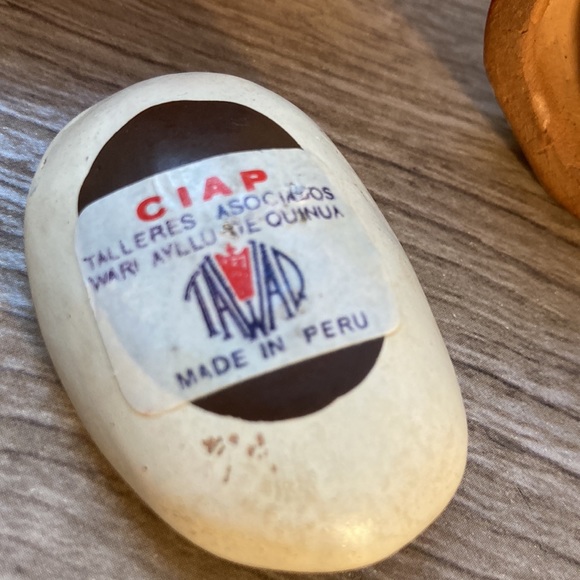 CIAP
TALLERES ASOCIADOS
WARI AYLLU DE QUINUA
TAWAQ
MADE IN PERU